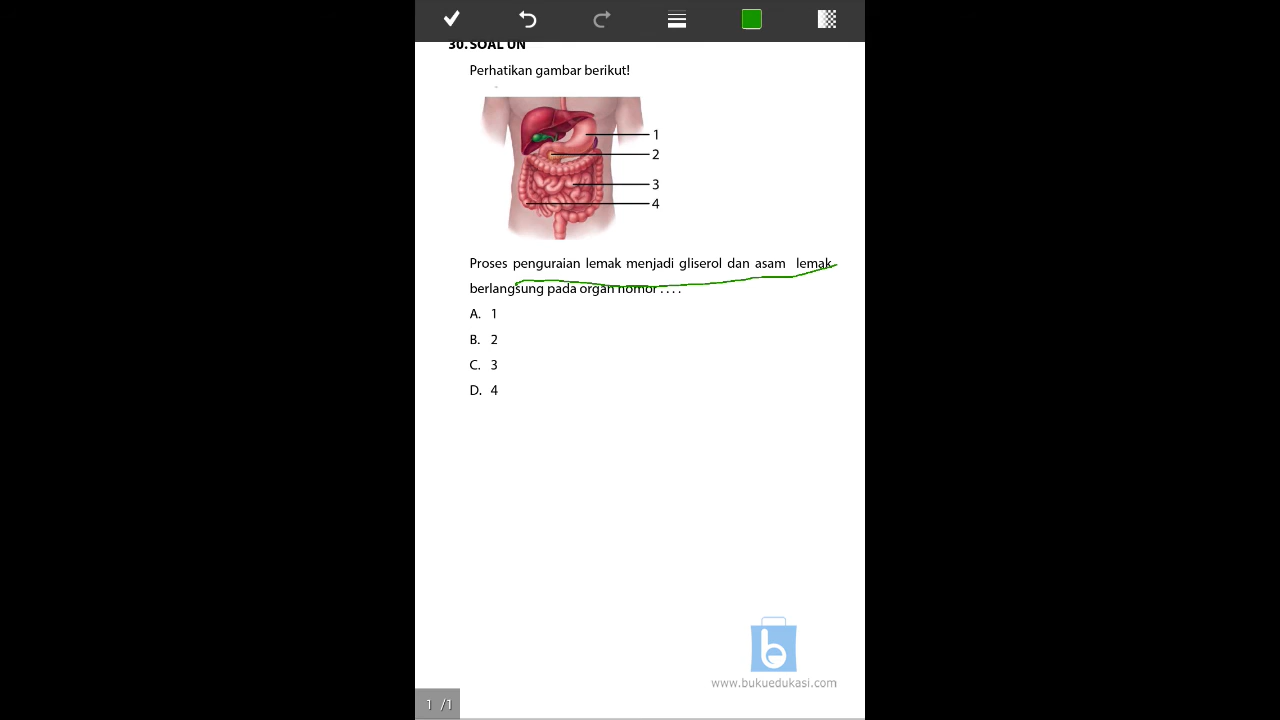 30. SOAL UN
Perhatikan gambar berikut!
1
2
3
4
Proses penguraian lemak menjadi gliserol dan asam lemak
berlangsung pada organ nomor . . . .
A. 1
B. 2
C. 3
D. 4
b
www.bukuedukasi.com
1 /1